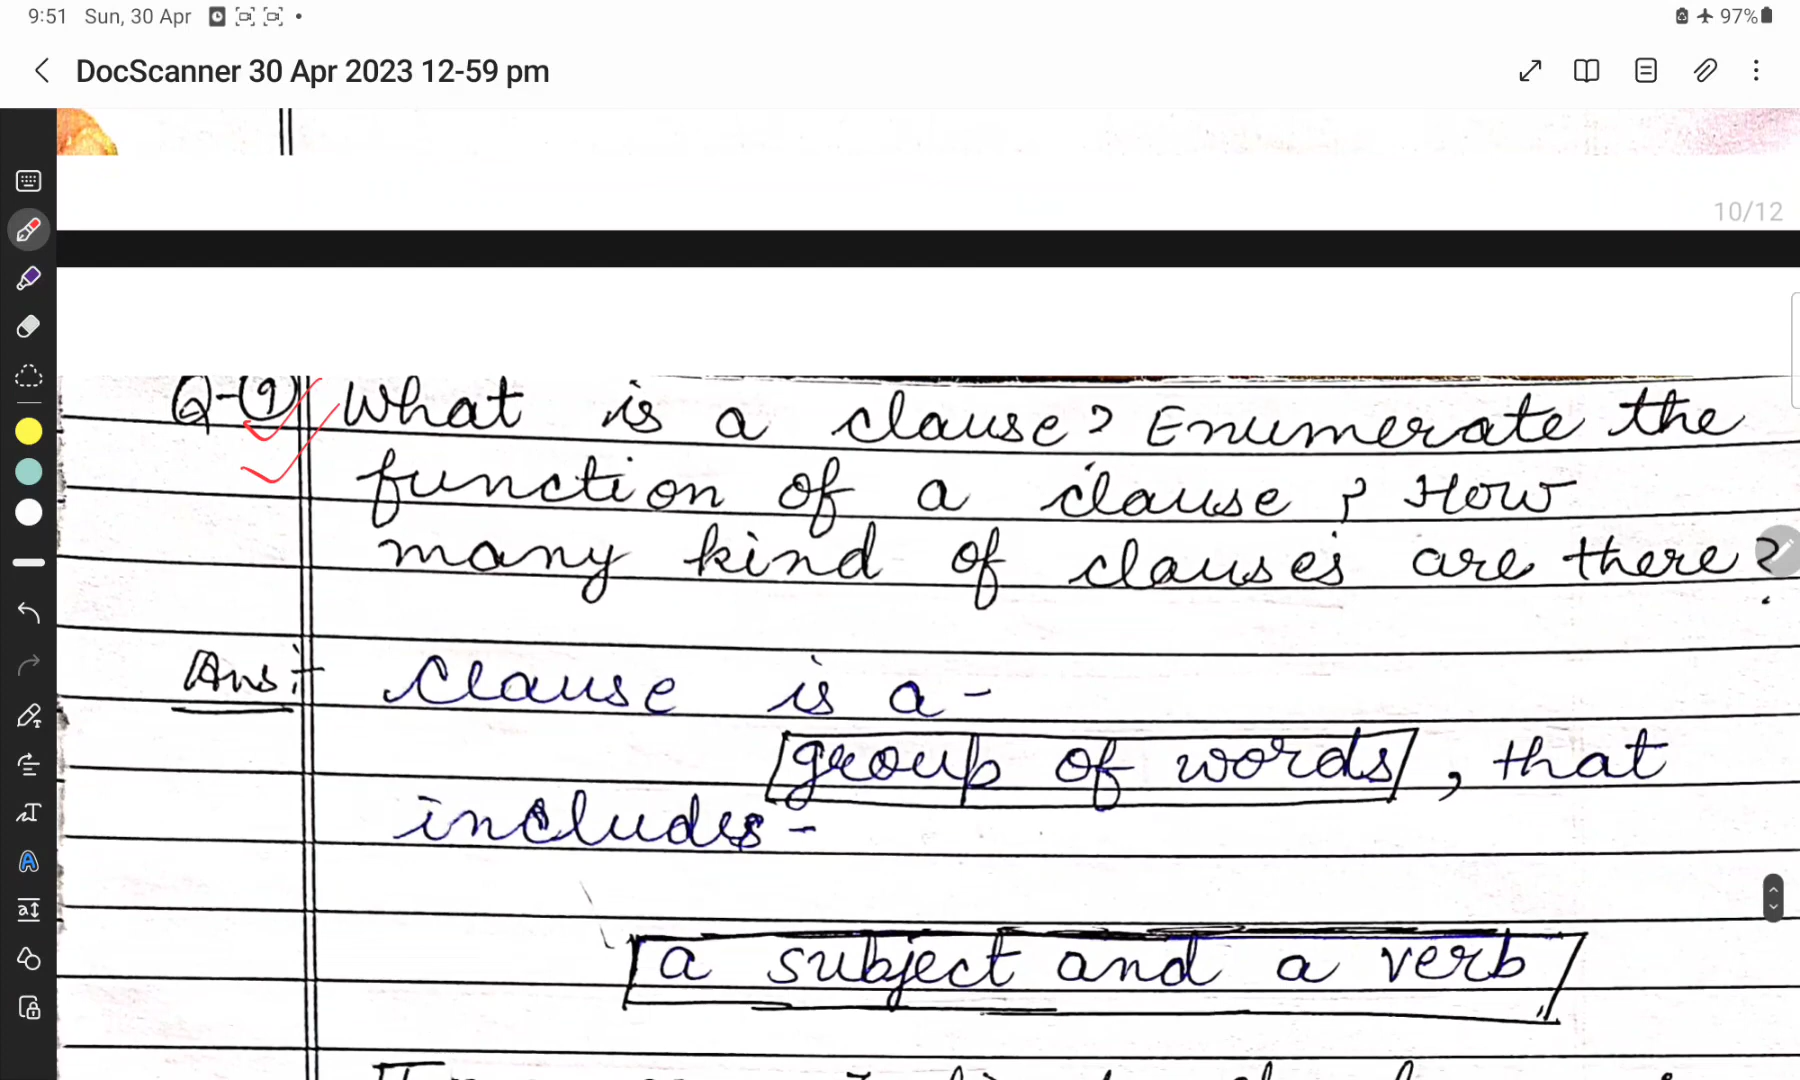 9:51 Sun, 30 Apr
97%
DocScanner 30 Apr 2023 12-59 pm
10/12
Q-(9) What is a clause? Enumerate the
function of a clause ? How
many kind of clauses are there?
Ans:- Clause is a -
group of words, that
includes -
a subject and a verb